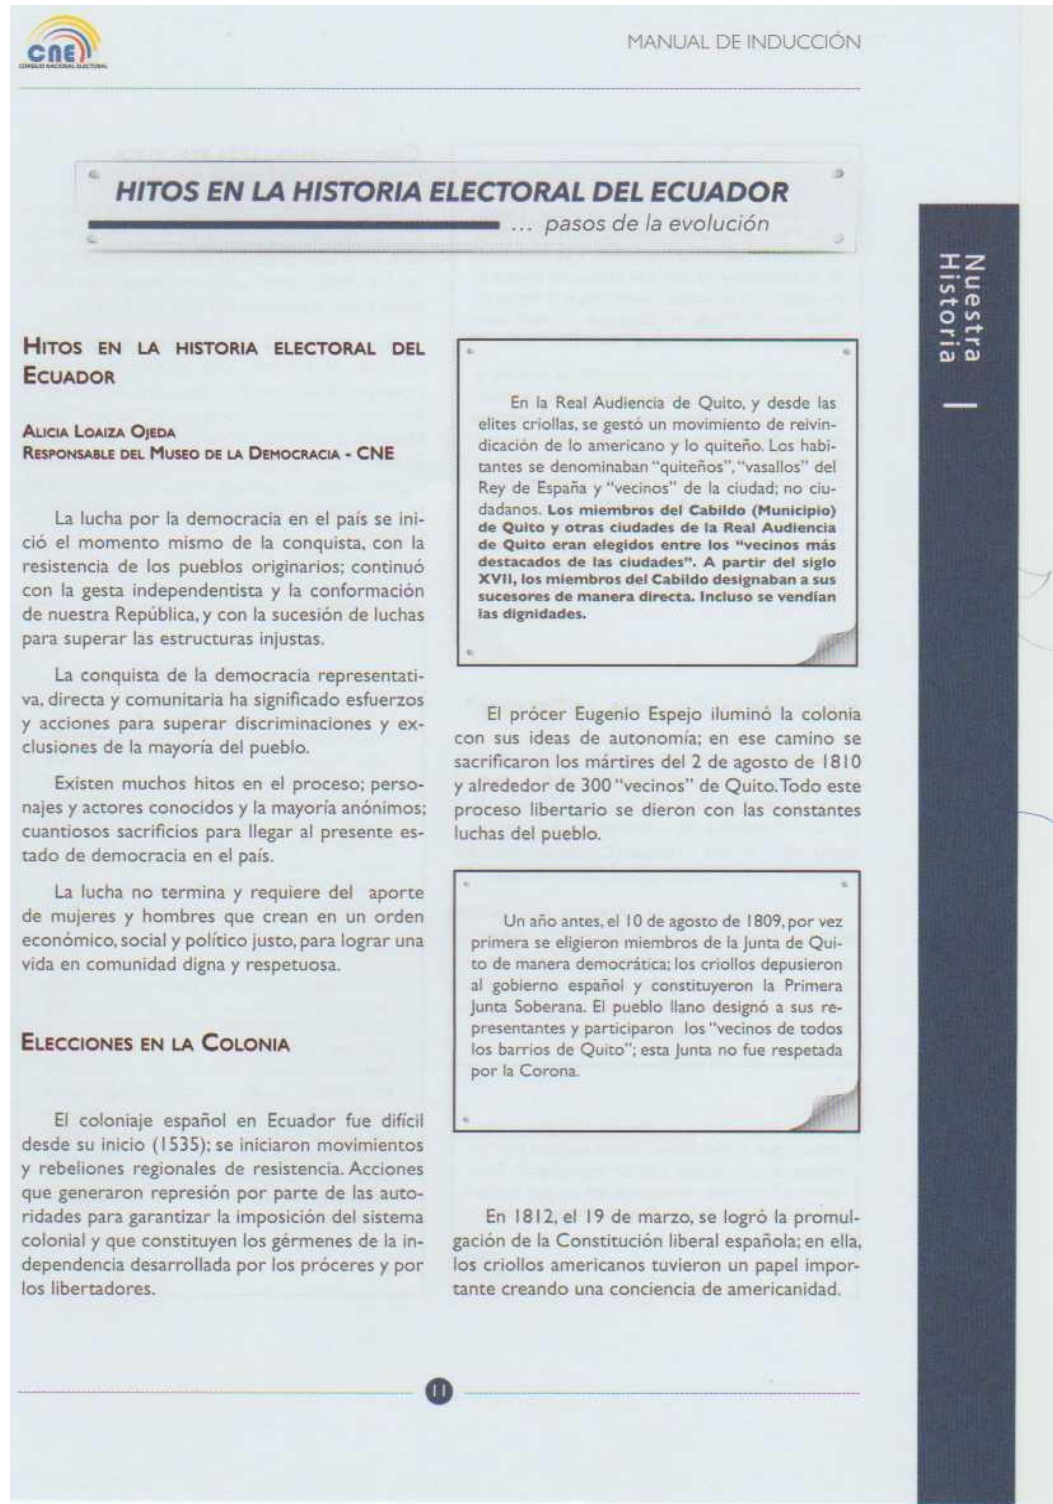 CNE
CONSEJO NACIONAL ELECTORAL
MANUAL DE INDUCCIÓN
HITOS EN LA HISTORIA ELECTORAL DEL ECUADOR
... pasos de la evolución
Nuestra
Historia
HITOS EN LA HISTORIA ELECTORAL DEL
ECUADOR
ALICIA LOAIZA OJEDA
RESPONSABLE DEL MUSEO DE LA DEMOCRACIA - CNE
La lucha por la democracia en el país se ini-
ció el momento mismo de la conquista, con la
resistencia de los pueblos originarios; continuó
con la gesta independentista y la conformación
de nuestra República, y con la sucesión de luchas
para superar las estructuras injustas.
La conquista de la democracia representati-
va, directa y comunitaria ha significado esfuerzos
y acciones para superar discriminaciones y ex-
clusiones de la mayoría del pueblo.
Existen muchos hitos en el proceso; perso-
najes y actores conocidos y la mayoría anónimos;
cuantiosos sacrificios para llegar al presente es-
tado de democracia en el país.
La lucha no termina y requiere del aporte
de mujeres y hombres que crean en un orden
económico, social y político justo, para lograr una
vida en comunidad digna y respetuosa.
ELECCIONES EN LA COLONIA
El coloniaje español en Ecuador fue difícil
desde su inicio (1535); se iniciaron movimientos
y rebeliones regionales de resistencia. Acciones
que generaron represión por parte de las auto-
ridades para garantizar la imposición del sistema
colonial y que constituyen los gérmenes de la in-
dependencia desarrollada por los próceres y por
los libertadores.
En la Real Audiencia de Quito, y desde las
elites criollas, se gestó un movimiento de reivin-
dicación de lo americano y lo quiteño. Los habi-
tantes se denominaban "quiteños", "vasallos" del
Rey de España y "vecinos" de la ciudad; no ciu-
dadanos. Los miembros del Cabildo (Municipio)
de Quito y otras ciudades de la Real Audiencia
de Quito eran elegidos entre los "vecinos más
destacados de las ciudades". A partir del siglo
XVII, los miembros del Cabildo designaban a sus
sucesores de manera directa. Incluso se vendían
las dignidades.
El prócer Eugenio Espejo iluminó la colonia
con sus ideas de autonomía; en ese camino se
sacrificaron los mártires del 2 de agosto de 1810
y alrededor de 300 "vecinos" de Quito. Todo este
proceso libertario se dieron con las constantes
luchas del pueblo.
Un año antes, el 10 de agosto de 1809, por vez
primera se eligieron miembros de la Junta de Qui-
to de manera democrática; los criollos depusieron
al gobierno español y constituyeron la Primera
Junta Soberana. El pueblo llano designó a sus re-
presentantes y participaron los "vecinos de todos
los barrios de Quito"; esta Junta no fue respetada
por la Corona.
En 1812, el 19 de marzo, se logró la promul-
gación de la Constitución liberal española; en ella,
los criollos americanos tuvieron un papel impor-
tante creando una conciencia de americanidad.
11